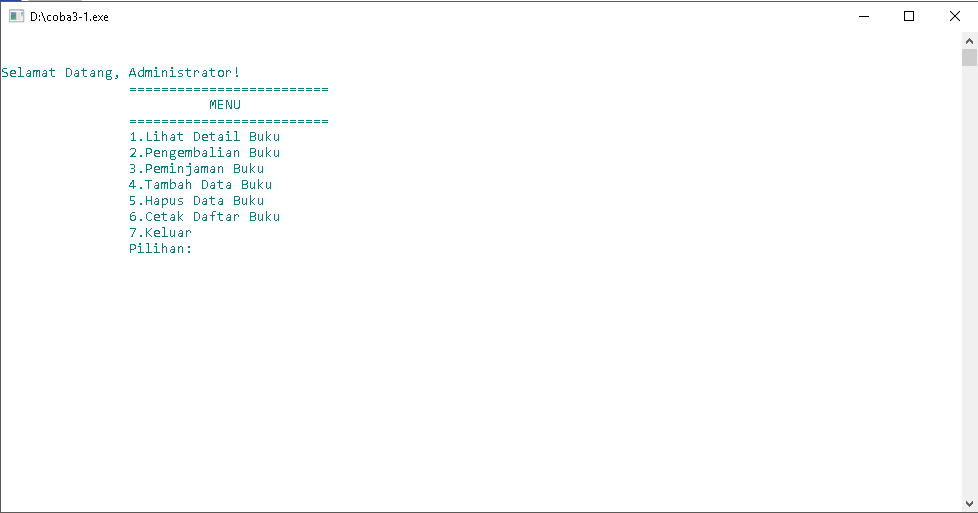 D:\coba3-1.exe
Selamat Datang, Administrator!
=========================
MENU
=========================
1.Lihat Detail Buku
2.Pengembalian Buku
3.Peminjaman Buku
4.Tambah Data Buku
5.Hapus Data Buku
6.Cetak Daftar Buku
7.Keluar
Pilihan: